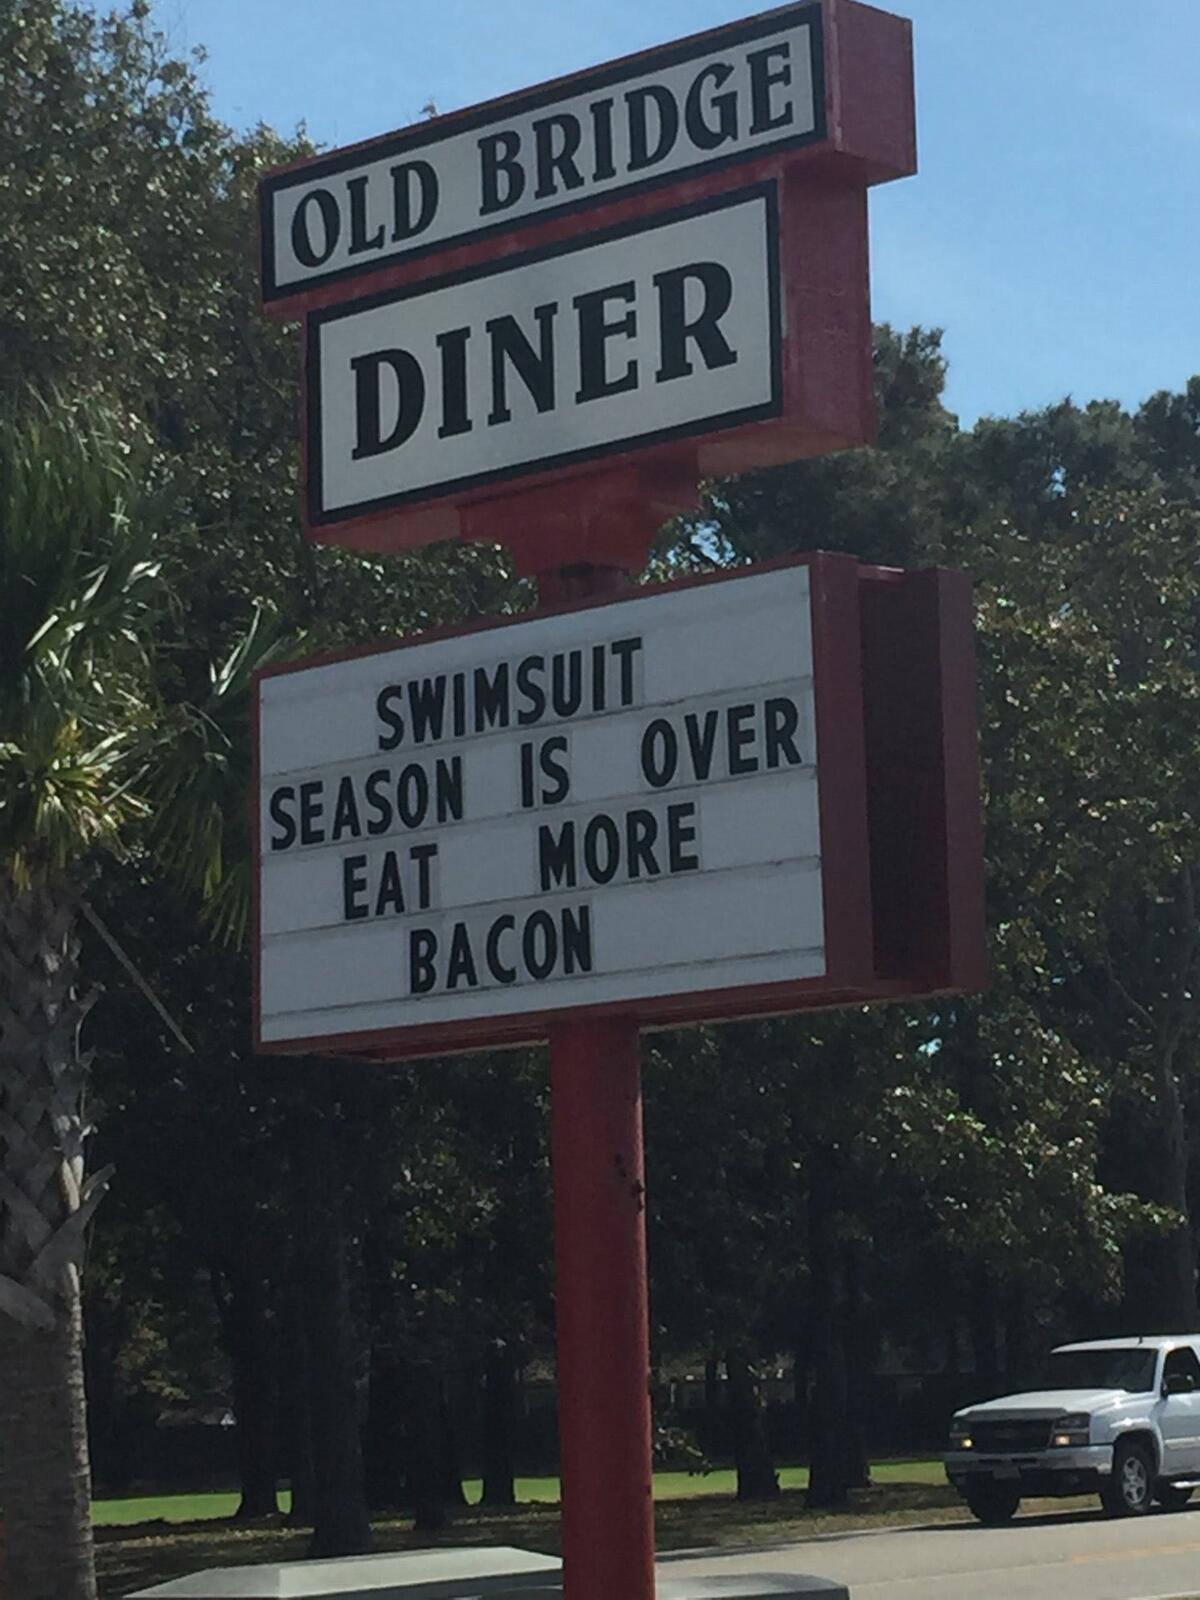 OLD BRIDGE
DINER
SWIMSUIT
SEASON IS OVER
EAT MORE
BACON